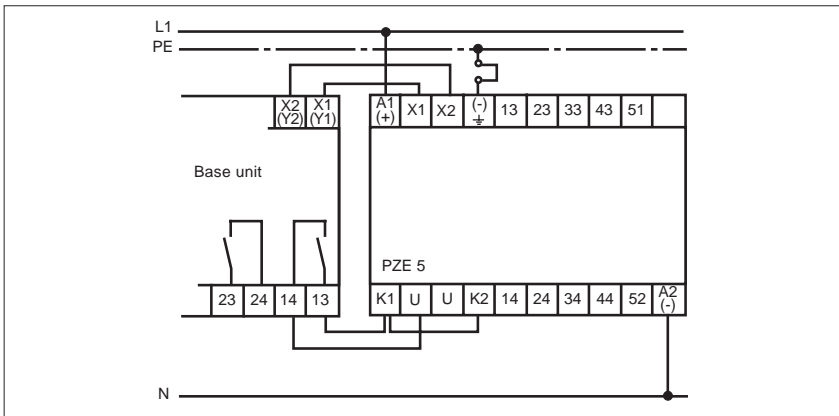 L1
PE
X2 (Y2) X1 (Y1) A1 (+) X1 X2 (-) 13 23 33 43 51
Base unit
PZE 5
23 24 14 13 K1 U U K2 14 24 34 44 52 A2 (-)
N